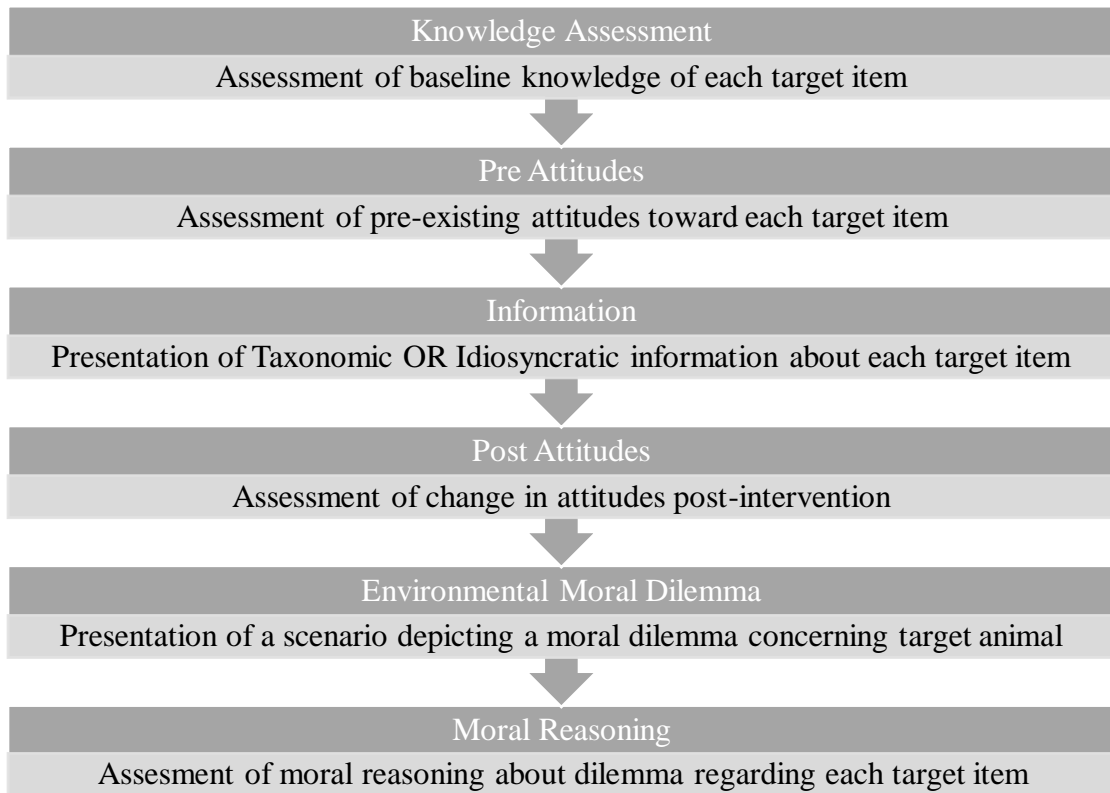 Knowledge Assessment
Assessment of baseline knowledge of each target item
Pre Attitudes
Assessment of pre-existing attitudes toward each target item
Information
Presentation of Taxonomic OR Idiosyncratic information about each target item
Post Attitudes
Assessment of change in attitudes post-intervention
Environmental Moral Dilemma
Presentation of a scenario depicting a moral dilemma concerning target animal
Moral Reasoning
Assesment of moral reasoning about dilemma regarding each target item